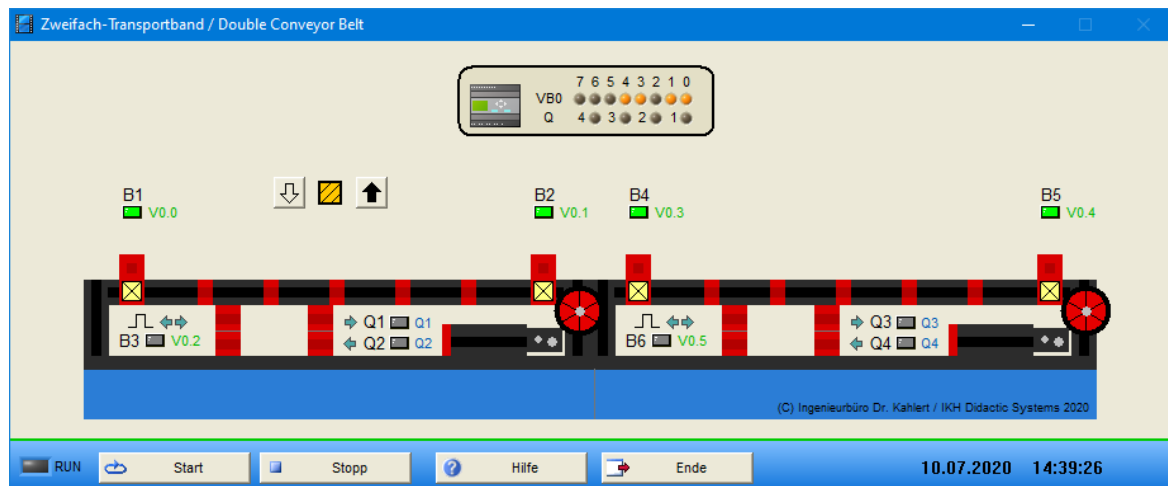 Zweifach-Transportband / Double Conveyor Belt
7 6 5 4 3 2 1 0
VB0
Q 4 3 2 1
B1
V0.0
B2
V0.1
B4
V0.3
B5
V0.4
B3 V0.2
Q1 Q1
Q2 Q2
B6 V0.5
Q3 Q3
Q4 Q4
(C) Ingenieurbüro Dr. Kahlert / IKH Didactic Systems 2020
RUN Start Stopp Hilfe Ende 10.07.2020 14:39:26